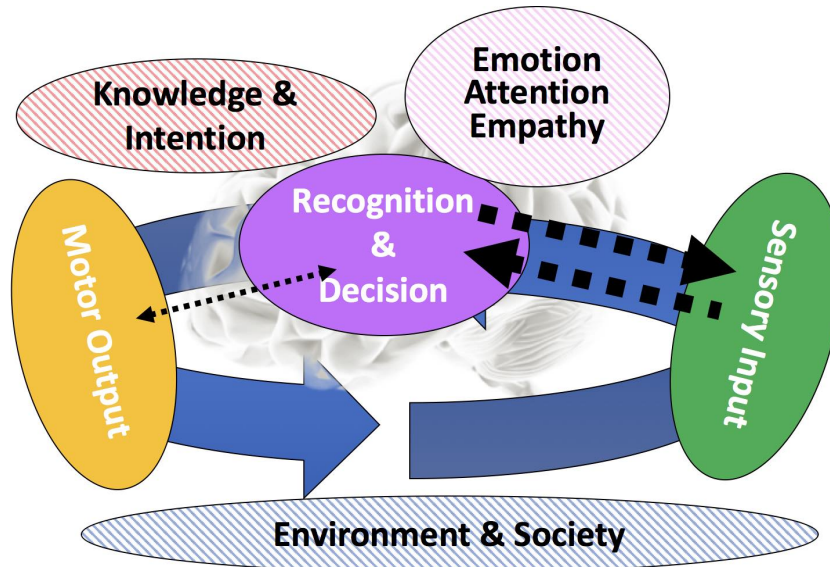 Knowledge &
Intention
Emotion
Attention
Empathy
Recognition
&
Decision
Motor Output
Sensory Input
Environment & Society